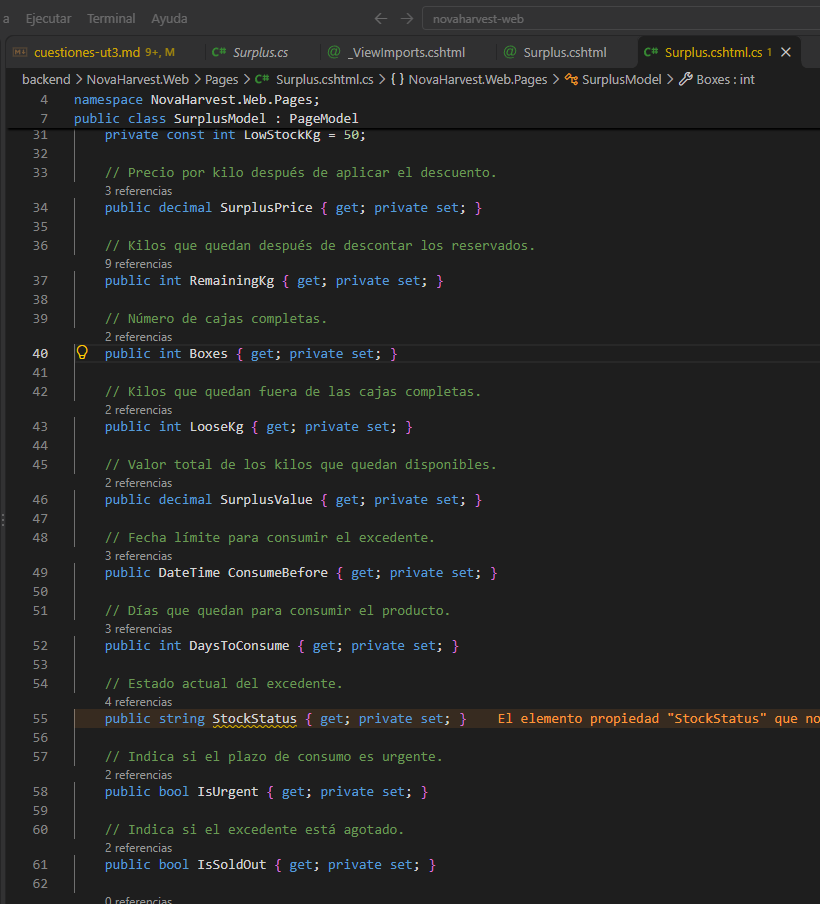 a Ejecutar Terminal Ayuda ← → novaharvest-web
cuestiones-ut3.md 9+, M C# Surplus.cs @ _ViewImports.cshtml @ Surplus.cshtml C# Surplus.cshtml.cs 1 ×
backend > NovaHarvest.Web > Pages > C# Surplus.cshtml.cs > { } NovaHarvest.Web.Pages > SurplusModel > Boxes : int
4 namespace NovaHarvest.Web.Pages;
7 public class SurplusModel : PageModel
31 private const int LowStockKg = 50;
32
33 // Precio por kilo después de aplicar el descuento.
3 referencias
34 public decimal SurplusPrice { get; private set; }
35
36 // Kilos que quedan después de descontar los reservados.
9 referencias
37 public int RemainingKg { get; private set; }
38
39 // Número de cajas completas.
2 referencias
40 public int Boxes { get; private set; }
41
42 // Kilos que quedan fuera de las cajas completas.
2 referencias
43 public int LooseKg { get; private set; }
44
45 // Valor total de los kilos que quedan disponibles.
2 referencias
46 public decimal SurplusValue { get; private set; }
47
48 // Fecha límite para consumir el excedente.
3 referencias
49 public DateTime ConsumeBefore { get; private set; }
50
51 // Días que quedan para consumir el producto.
3 referencias
52 public int DaysToConsume { get; private set; }
53
54 // Estado actual del excedente.
4 referencias
55 public string StockStatus { get; private set; } El elemento propiedad "StockStatus" que no
56
57 // Indica si el plazo de consumo es urgente.
2 referencias
58 public bool IsUrgent { get; private set; }
59
60 // Indica si el excedente está agotado.
2 referencias
61 public bool IsSoldOut { get; private set; }
62
0 referencias